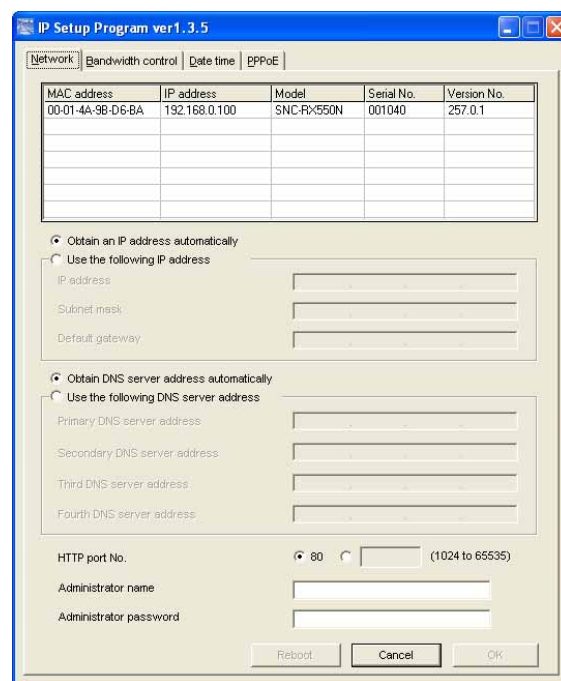 IP Setup Program ver1.3.5
Network Bandwidth control Date time PPPoE
MAC address IP address Model Serial No. Version No.
00-01-4A-9B-D6-BA 192.168.0.100 SNC-RX550N 001040 257.0.1
Obtain an IP address automatically
Use the following IP address
IP address
Subnet mask
Default gateway
Obtain DNS server address automatically
Use the following DNS server address
Primary DNS server address
Secondary DNS server address
Third DNS server address
Fourth DNS server address
HTTP port No. 80 (1024 to 65535)
Administrator name
Administrator password
Reboot Cancel OK